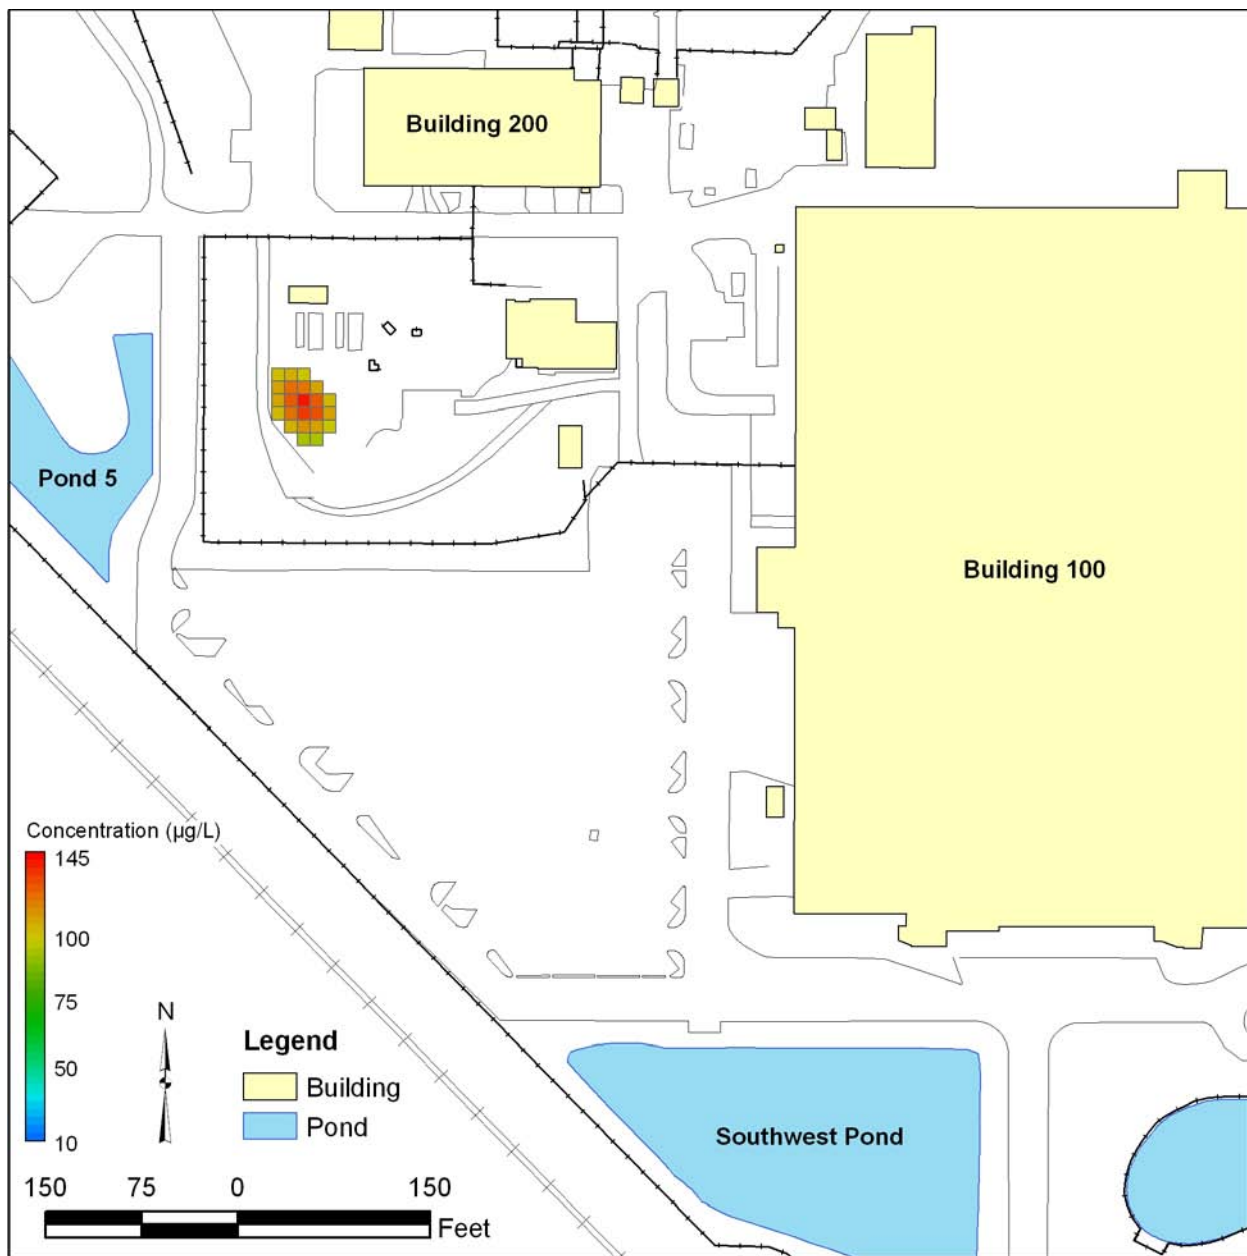 Building 200
Pond 5
Building 100
Concentration (µg/L)
145
100
75
50
10
N
Legend
Building
Pond
Southwest Pond
150 75 0 150
Feet